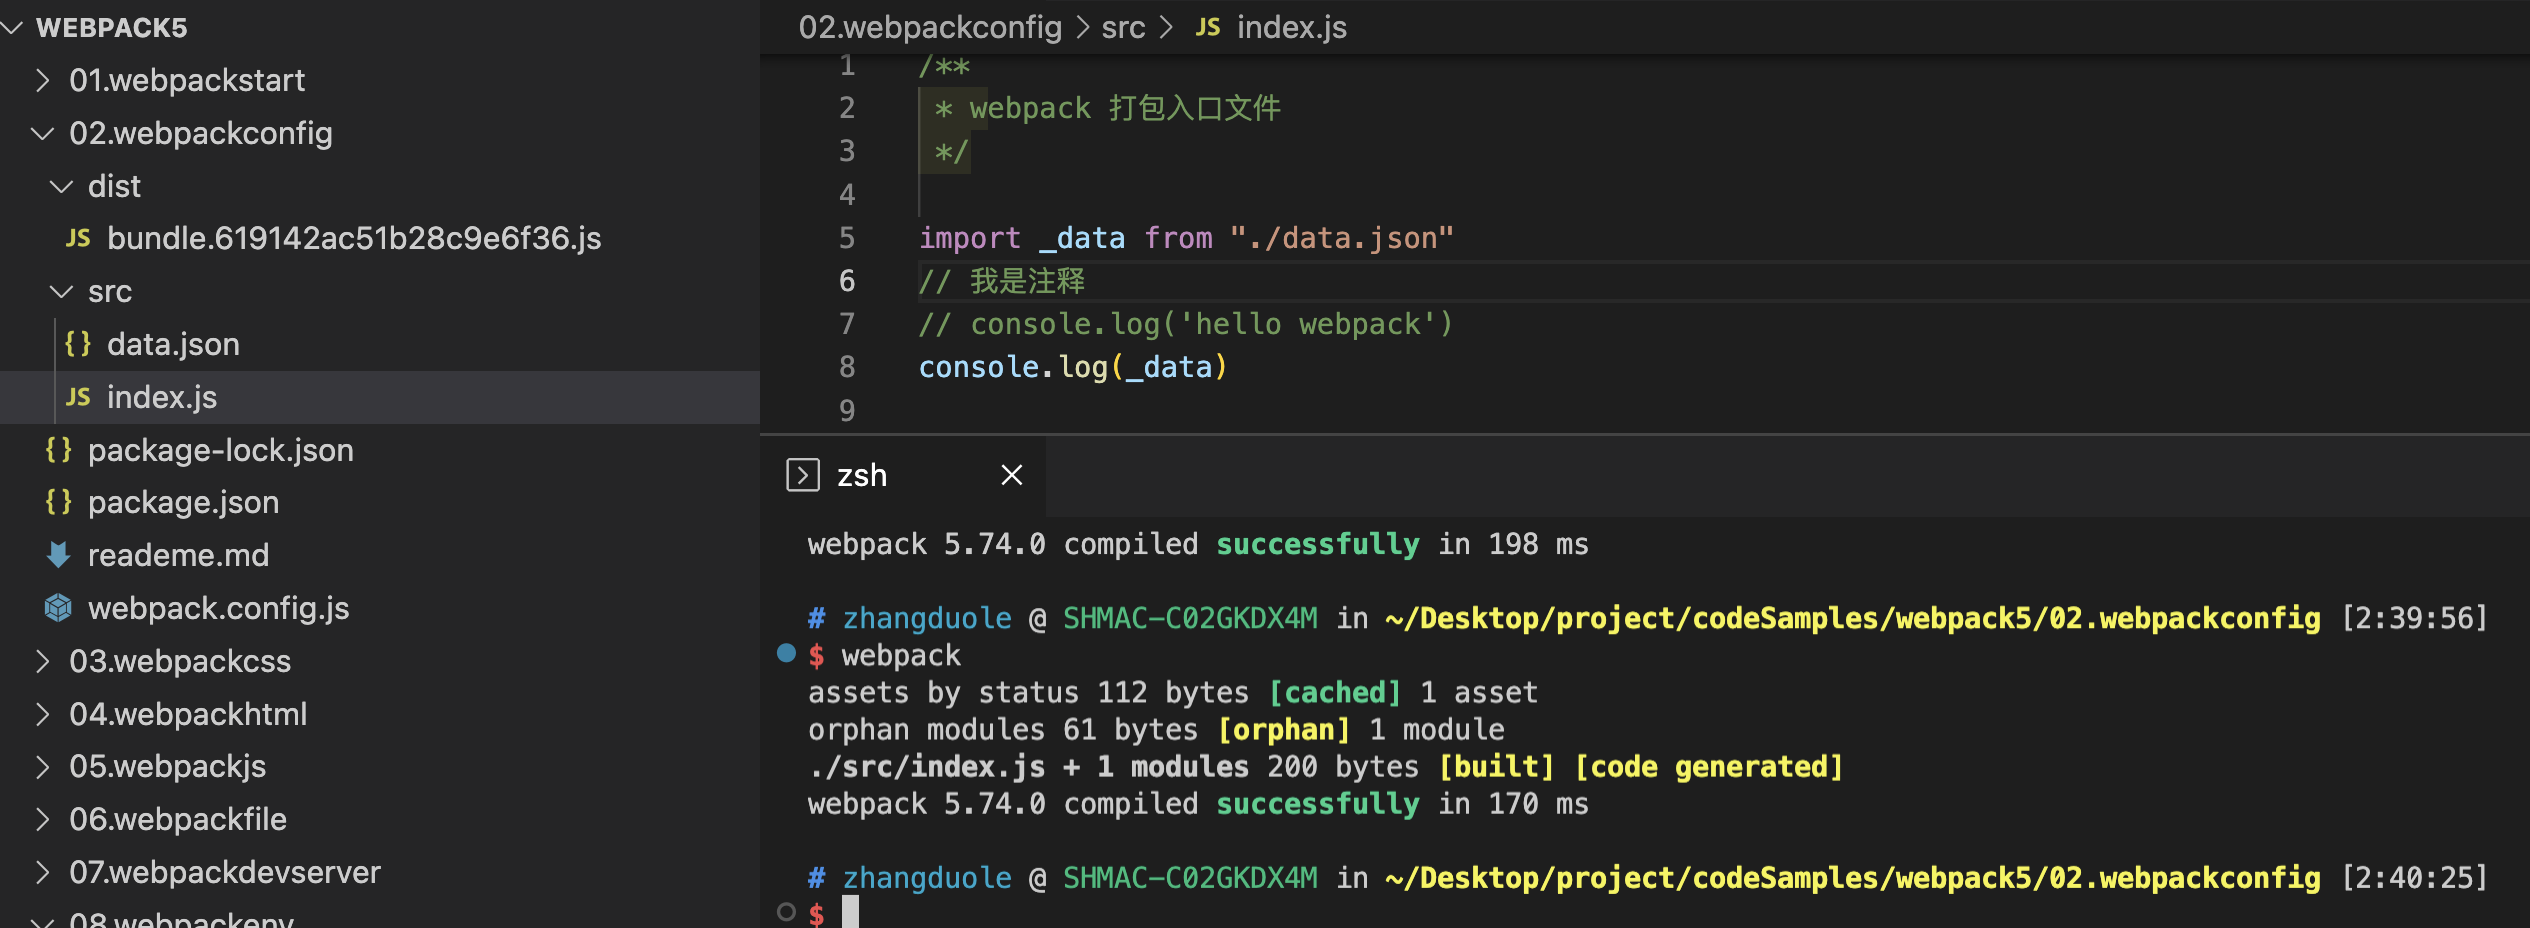 WEBPACK5
01.webpackstart
02.webpackconfig
dist
JS bundle.619142ac51b28c9e6f36.js
src
{} data.json
JS index.js
{} package-lock.json
{} package.json
reademe.md
webpack.config.js
03.webpackcss
04.webpackhtml
05.webpackjs
06.webpackfile
07.webpackdevserver
08.webpackenv
02.webpackconfig > src > JS index.js
1 /**
2 * webpack 打包入口文件
3 */
4
5 import _data from "./data.json"
6 // 我是注释
7 // console.log('hello webpack')
8 console.log(_data)
9
zsh
webpack 5.74.0 compiled successfully in 198 ms
# zhangduole @ SHMAC-C02GKDX4M in ~/Desktop/project/codeSamples/webpack5/02.webpackconfig [2:39:56]
$ webpack
assets by status 112 bytes [cached] 1 asset
orphan modules 61 bytes [orphan] 1 module
./src/index.js + 1 modules 200 bytes [built] [code generated]
webpack 5.74.0 compiled successfully in 170 ms
# zhangduole @ SHMAC-C02GKDX4M in ~/Desktop/project/codeSamples/webpack5/02.webpackconfig [2:40:25]
$